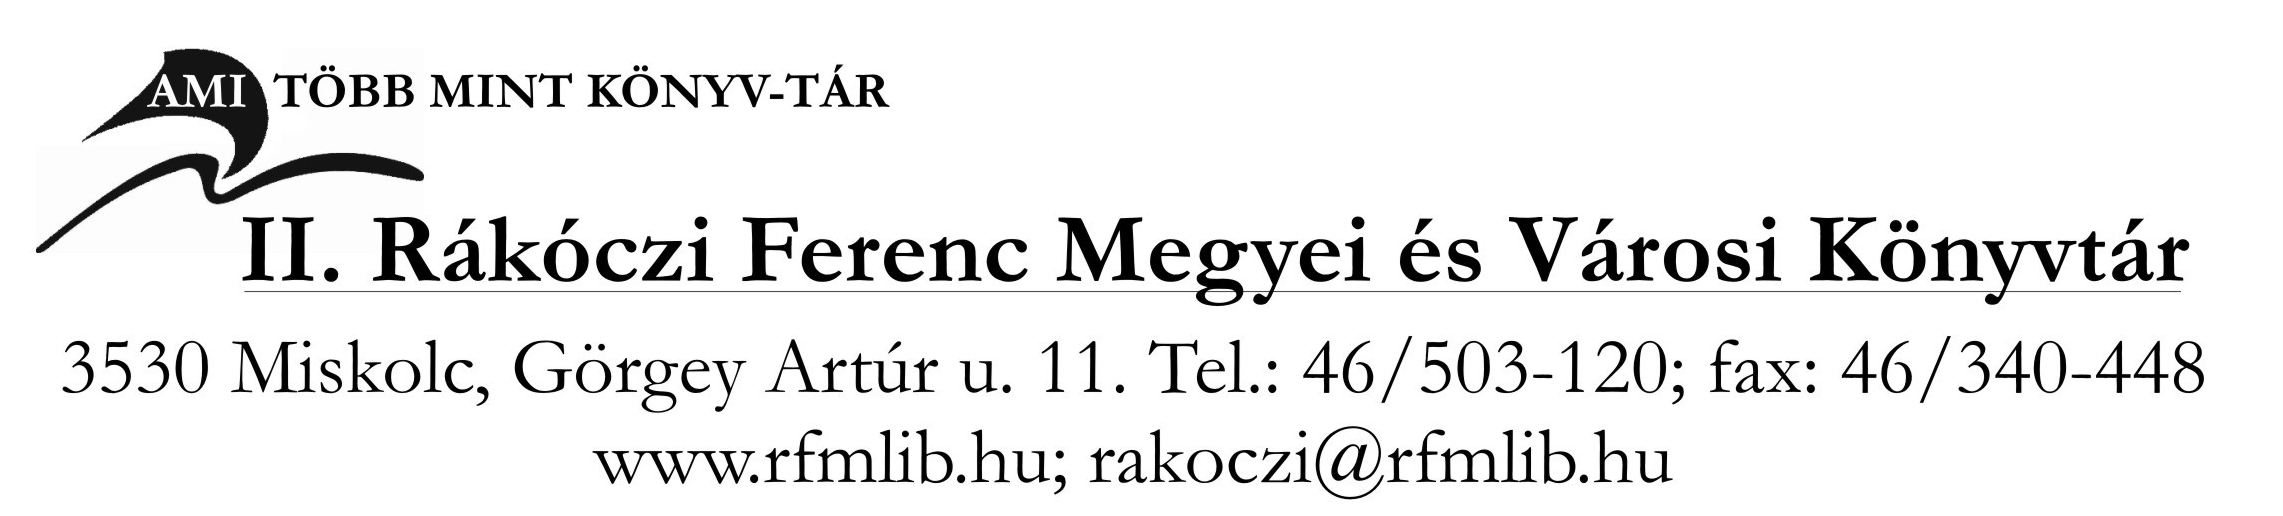 AMI TÖBB MINT KÖNYV-TÁR
II. Rákóczi Ferenc Megyei és Városi Könyvtár
3530 Miskolc, Görgey Artúr u. 11. Tel.: 46/503-120; fax: 46/340-448
www.rfmlib.hu; rakoczi@rfmlib.hu